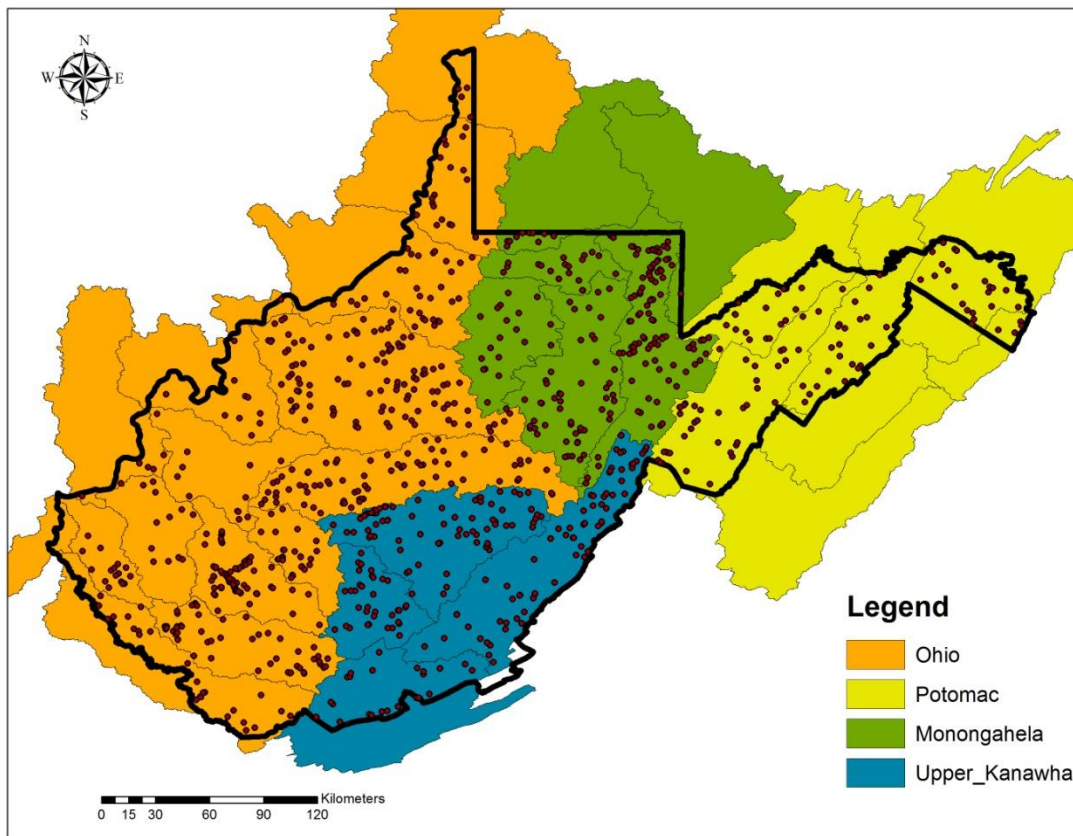 N
W E
S
Legend
Ohio
Potomac
Monongahela
Upper_Kanawha
Kilometers
0 15 30 60 90 120